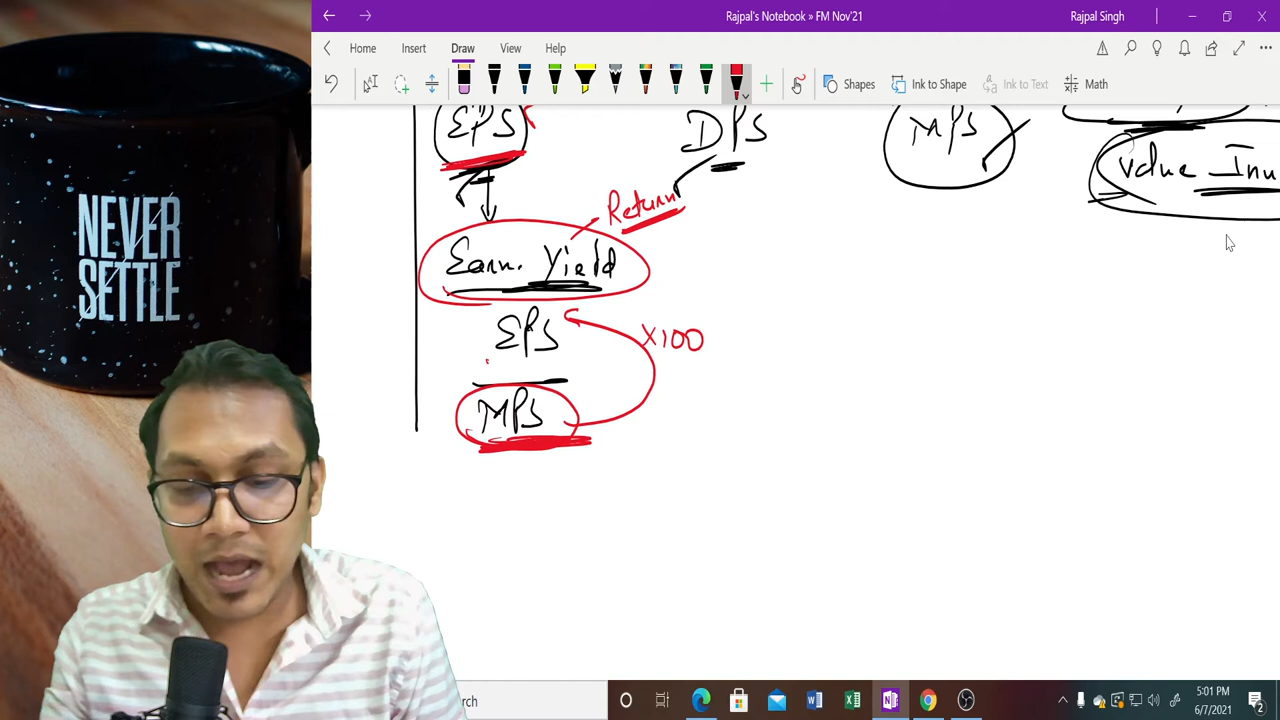 Rajpal's Notebook » FM Nov'21
Rajpal Singh
Home Insert Draw View Help
Shapes Ink to Shape Ink to Text Math
EPS DPS MPS
Value Inv
Return
Earn. Yield
EPS
X100
MPS
NEVER
SETTLE
rch
5:01 PM
6/7/2021
2